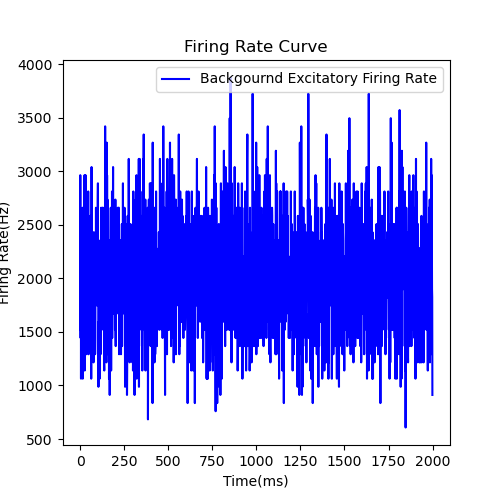 Firing Rate Curve
Backgournd Excitatory Firing Rate
Firing Rate(Hz)
4000
3500
3000
2500
2000
1500
1000
500
0 250 500 750 1000 1250 1500 1750 2000
Time(ms)